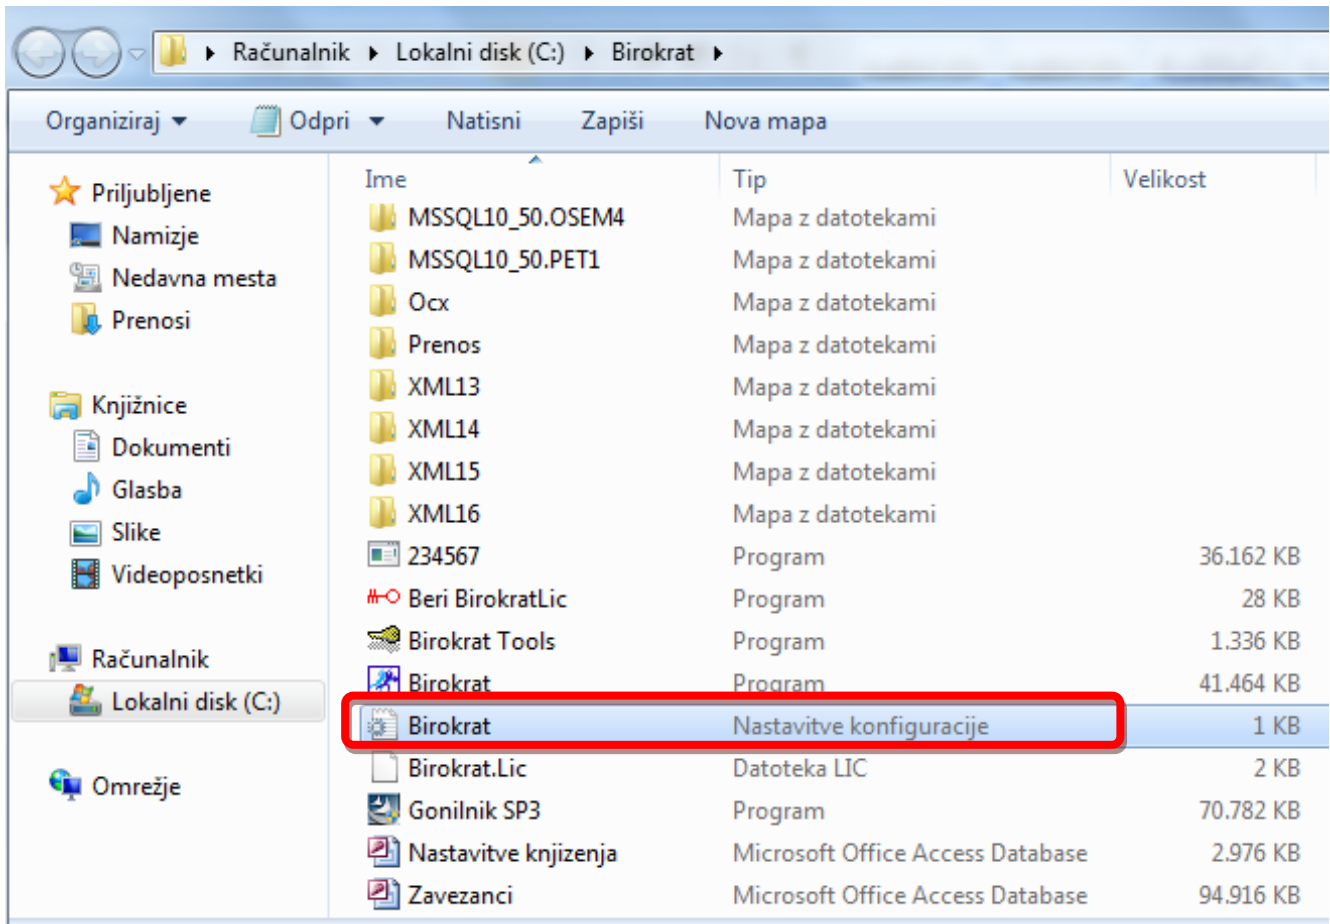 Računalnik Lokalni disk (C:) Birokrat
Organiziraj Odpri Natisni Zapiši Nova mapa
Ime Tip Velikost
Priljubljene
Namizje
Nedavna mesta
Prenosi
Knjižnice
Dokumenti
Glasba
Slike
Videoposnetki
Računalnik
Lokalni disk (C:)
Omrežje
MSSQL10_50.OSEM4 Mapa z datotekami
MSSQL10_50.PET1 Mapa z datotekami
Ocx Mapa z datotekami
Prenos Mapa z datotekami
XML13 Mapa z datotekami
XML14 Mapa z datotekami
XML15 Mapa z datotekami
XML16 Mapa z datotekami
234567 Program 36.162 KB
Beri BirokratLic Program 28 KB
Birokrat Tools Program 1.336 KB
Birokrat Program 41.464 KB
Birokrat Nastavitve konfiguracije 1 KB
Birokrat.Lic Datoteka LIC 2 KB
Gonilnik SP3 Program 70.782 KB
Nastavitve knjizenja Microsoft Office Access Database 2.976 KB
Zavezanci Microsoft Office Access Database 94.916 KB